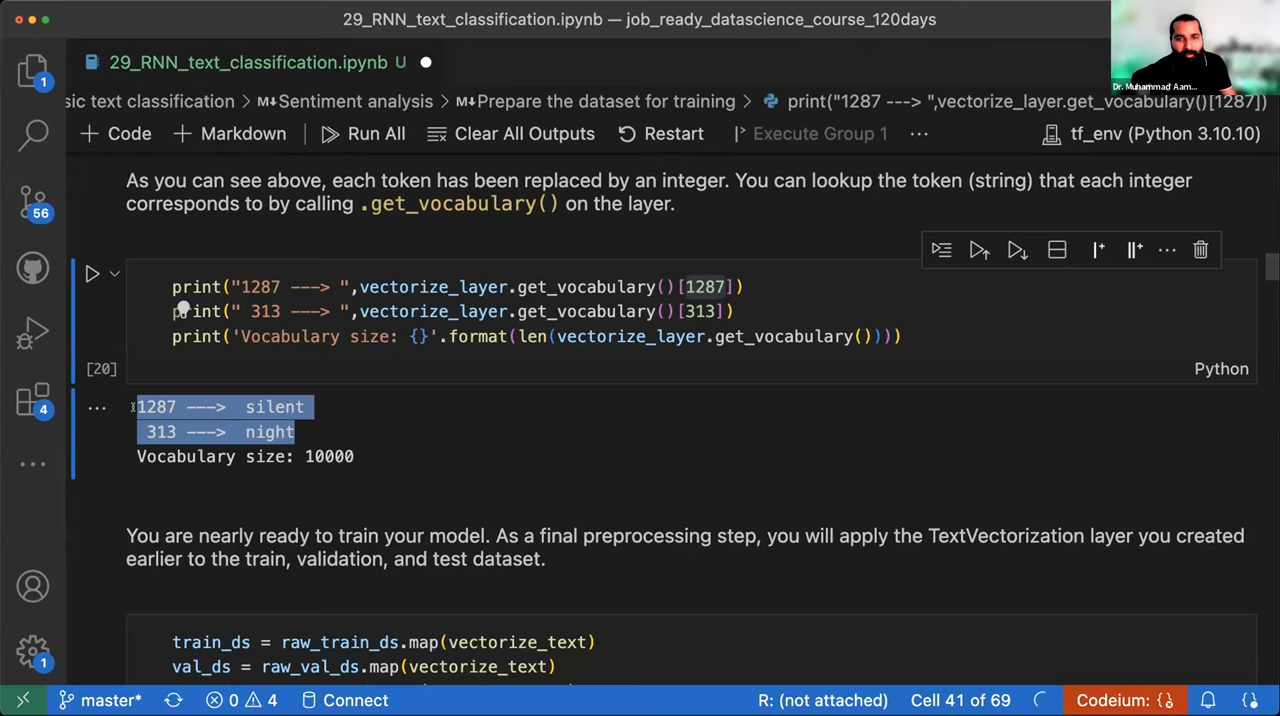 29_RNN_text_classification.ipynb — job_ready_datascience_course_120days
29_RNN_text_classification.ipynb U
sic text classification > M↓Sentiment analysis > M↓Prepare the dataset for training > print("1287 ---> ",vectorize_layer.get_vocabulary()[1287])
Dr. Muhammad Aam...
+ Code + Markdown Run All Clear All Outputs Restart Execute Group 1 ... tf_env (Python 3.10.10)
As you can see above, each token has been replaced by an integer. You can lookup the token (string) that each integer
corresponds to by calling .get_vocabulary() on the layer.
print("1287 ---> ",vectorize_layer.get_vocabulary()[1287])
print(" 313 ---> ",vectorize_layer.get_vocabulary()[313])
print('Vocabulary size: {}'.format(len(vectorize_layer.get_vocabulary())))
[20]
Python
1287 ---> silent
313 ---> night
Vocabulary size: 10000
You are nearly ready to train your model. As a final preprocessing step, you will apply the TextVectorization layer you created
earlier to the train, validation, and test dataset.
train_ds = raw_train_ds.map(vectorize_text)
val_ds = raw_val_ds.map(vectorize_text)
1
56
4
1
master* 0 4 Connect R: (not attached) Cell 41 of 69 Codeium: {}